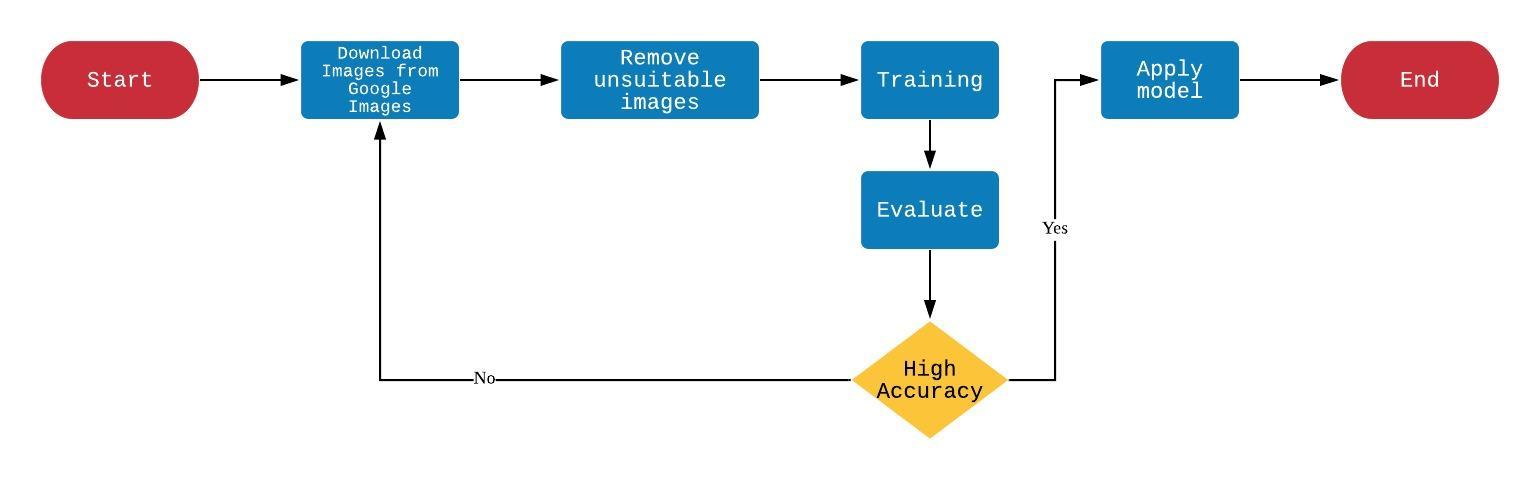 Start
Download
Images from
Google
Images
Remove
unsuitable
images
Training
Apply
model
End
Evaluate
Yes
High
Accuracy
No